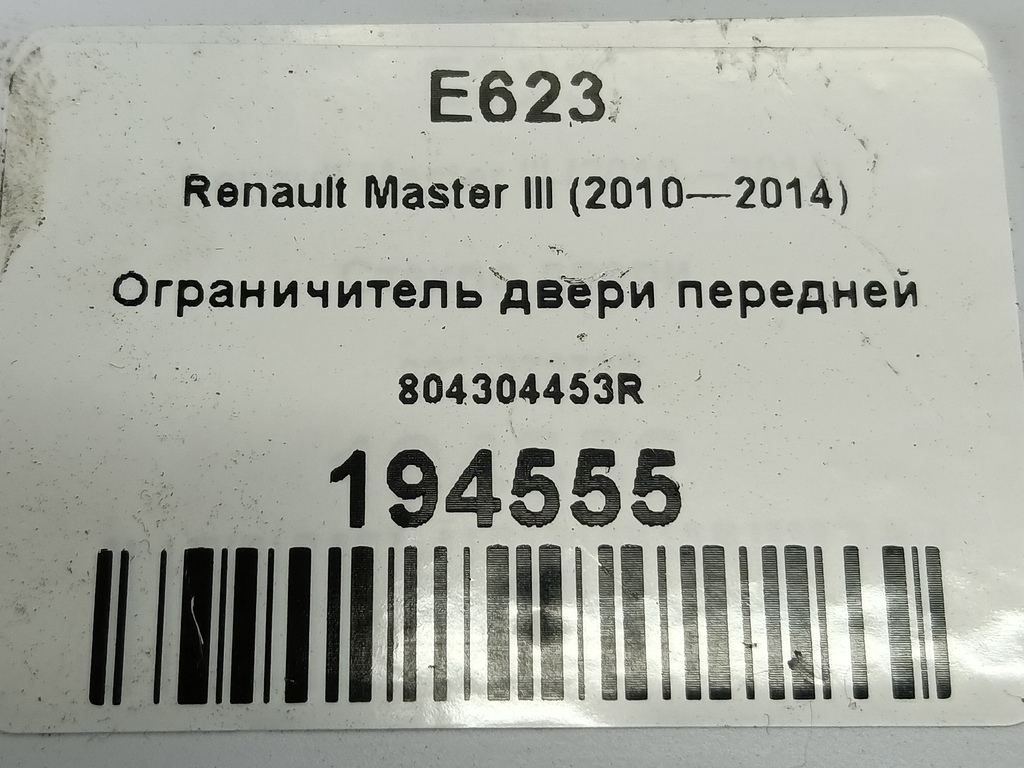 E623
Renault Master III (2010—2014)
Ограничитель двери передней
804304453R
194555